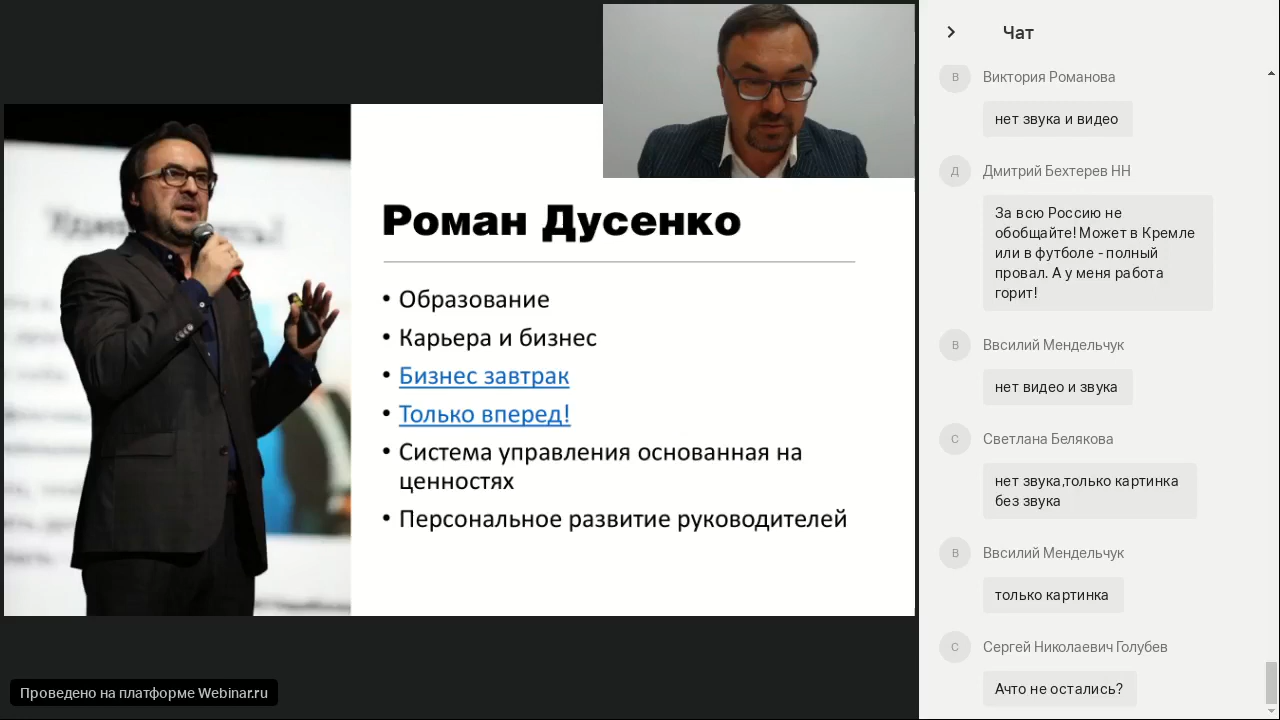 Роман Дусенко
• Образование
• Карьера и бизнес
• Бизнес завтрак
• Только вперед!
• Система управления основанная на
ценностях
• Персональное развитие руководителей
Проведено на платформе Webinar.ru
Чат
В
Виктория Романова
нет звука и видео
Д
Дмитрий Бехтерев НН
За всю Россию не
обобщайте! Может в Кремле
или в футболе - полный
провал. А у меня работа
горит!
В
Ввсилий Мендельчук
нет видео и звука
С
Светлана Белякова
нет звука,только картинка
без звука
В
Ввсилий Мендельчук
только картинка
С
Сергей Николаевич Голубев
Ачто не остались?